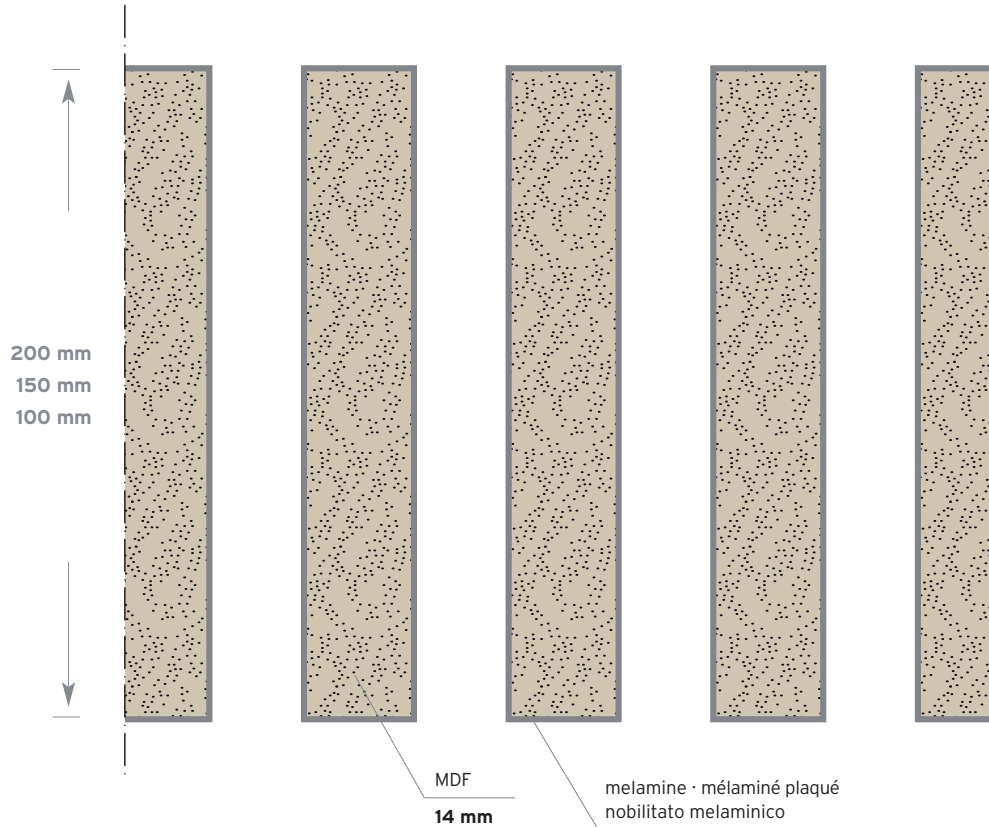 200 mm
150 mm
100 mm
MDF
14 mm
melamine · mélaminé plaqué
nobilitato melaminico